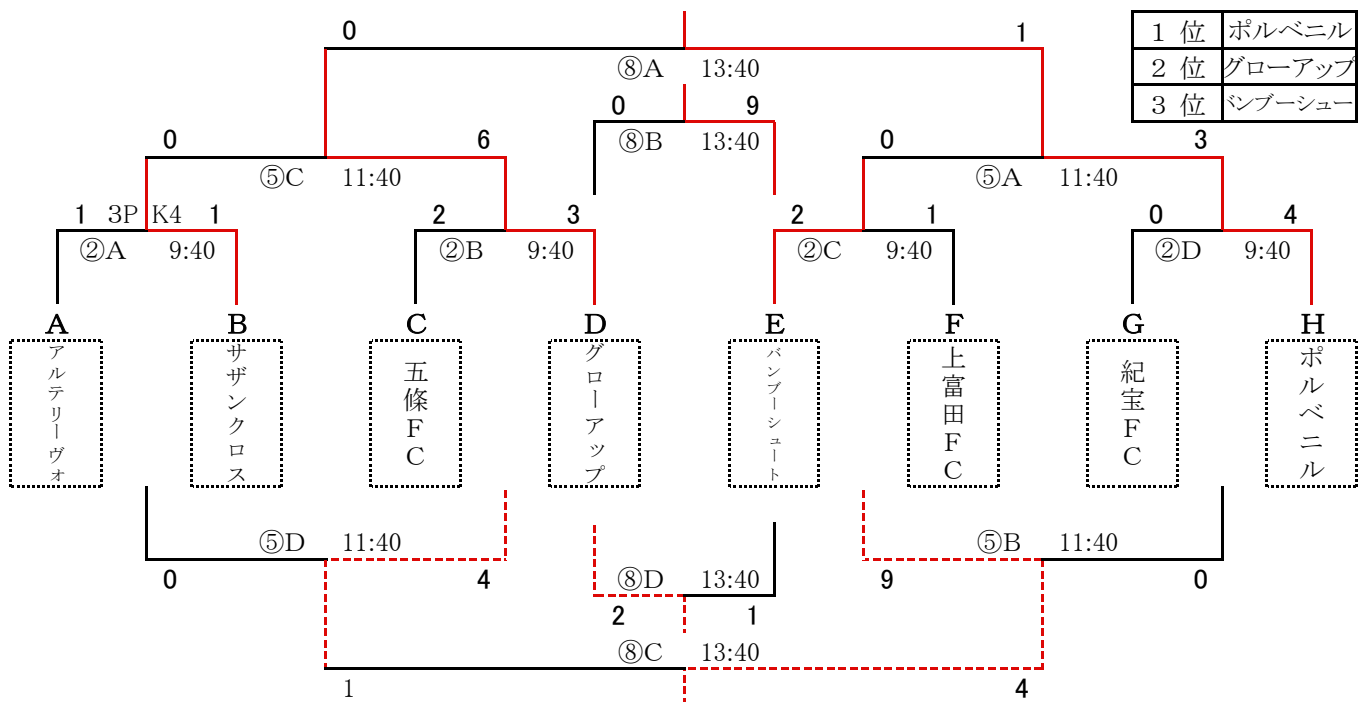 0 1
⑧A 13:40
1 位 ポルベニル
2 位 グローアップ
3 位 バンブーシュー
0 9
⑧B 13:40
0 6
⑤C 11:40
0 3
⑤A 11:40
1 3P K4 1
②A 9:40
2 3
②B 9:40
2 1
②C 9:40
0 4
②D 9:40
A B C D E F G H
アルテリーヴォ
サザンクロス
五條FC
グローアップ
バンブーシュート
上富田FC
紀宝FC
ポルベニル
⑤D 11:40
0 4
⑤B 11:40
9 0
⑧D 13:40
2 1
⑧C 13:40
1 4